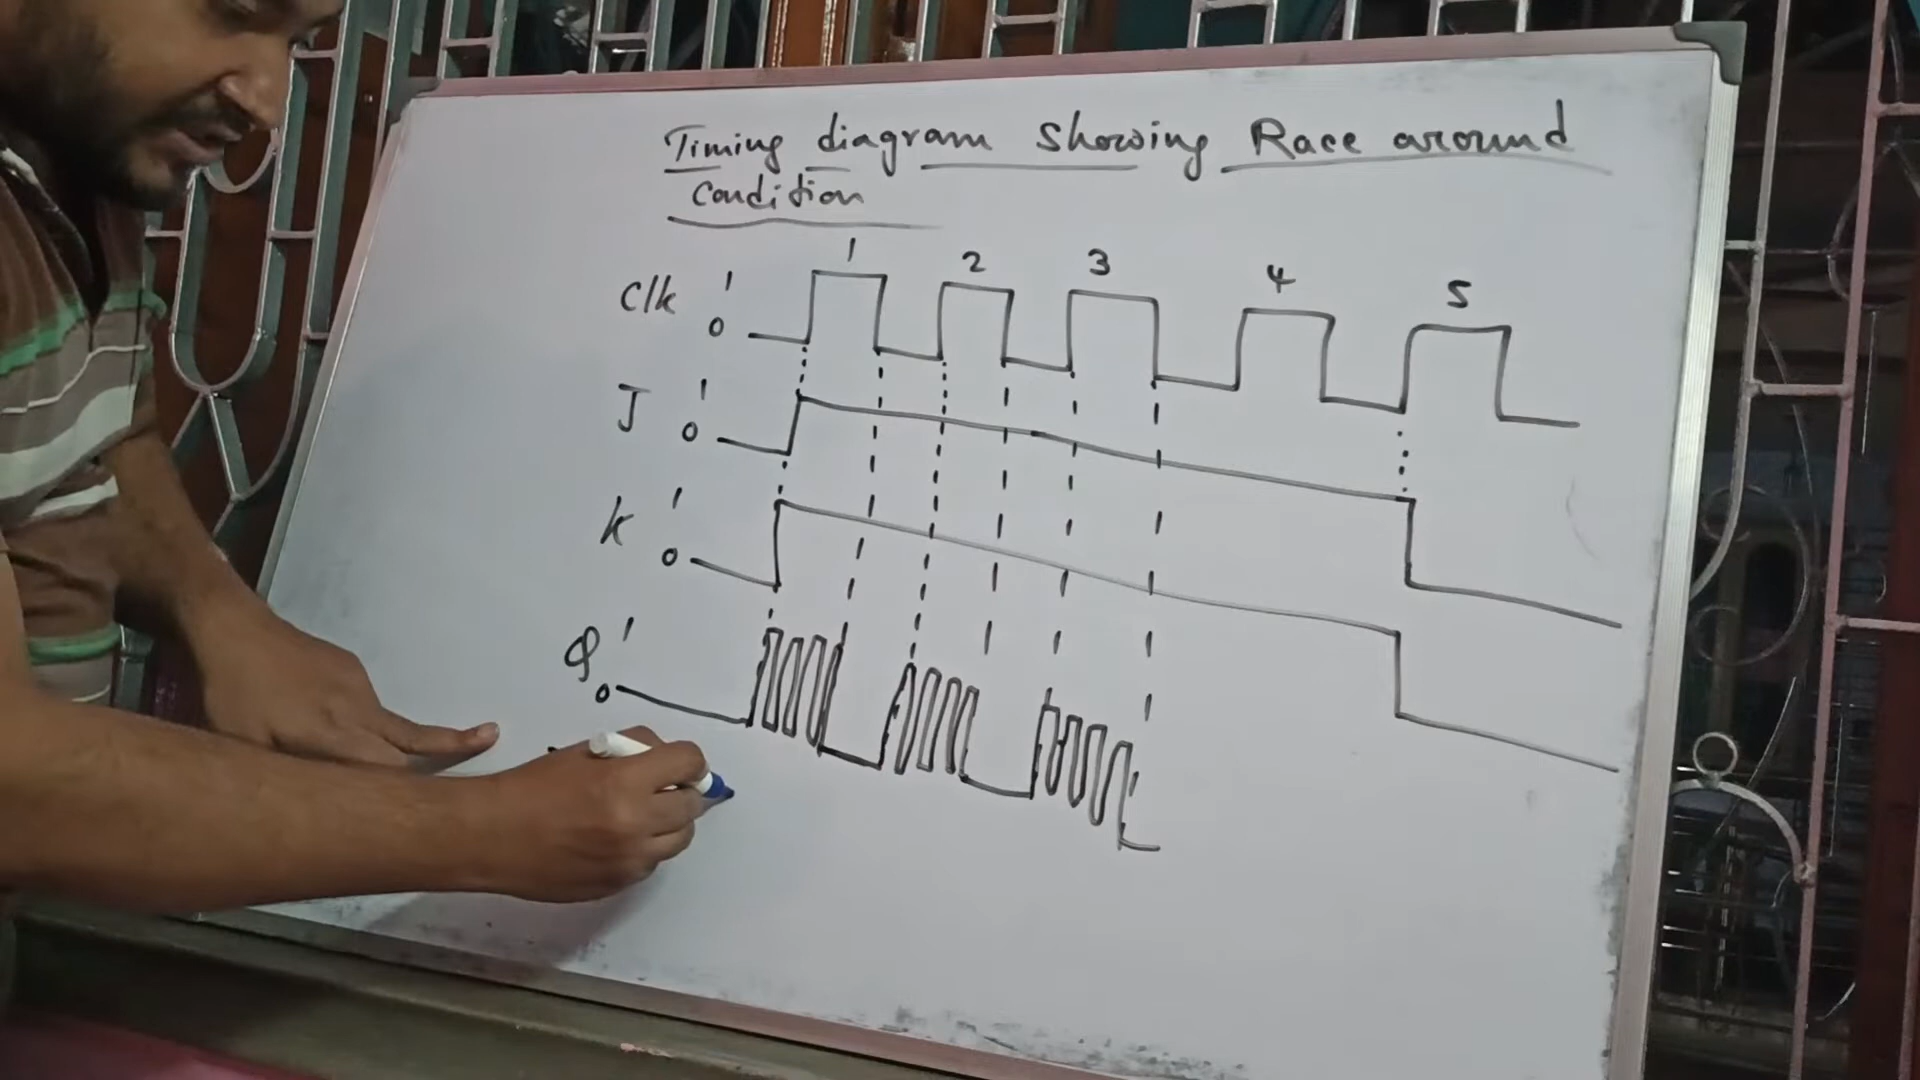 Timing diagram Showing Race around
Condition
1 2 3 4 5
Clk 1
0
J 1
0
K 1
0
Q 1
0